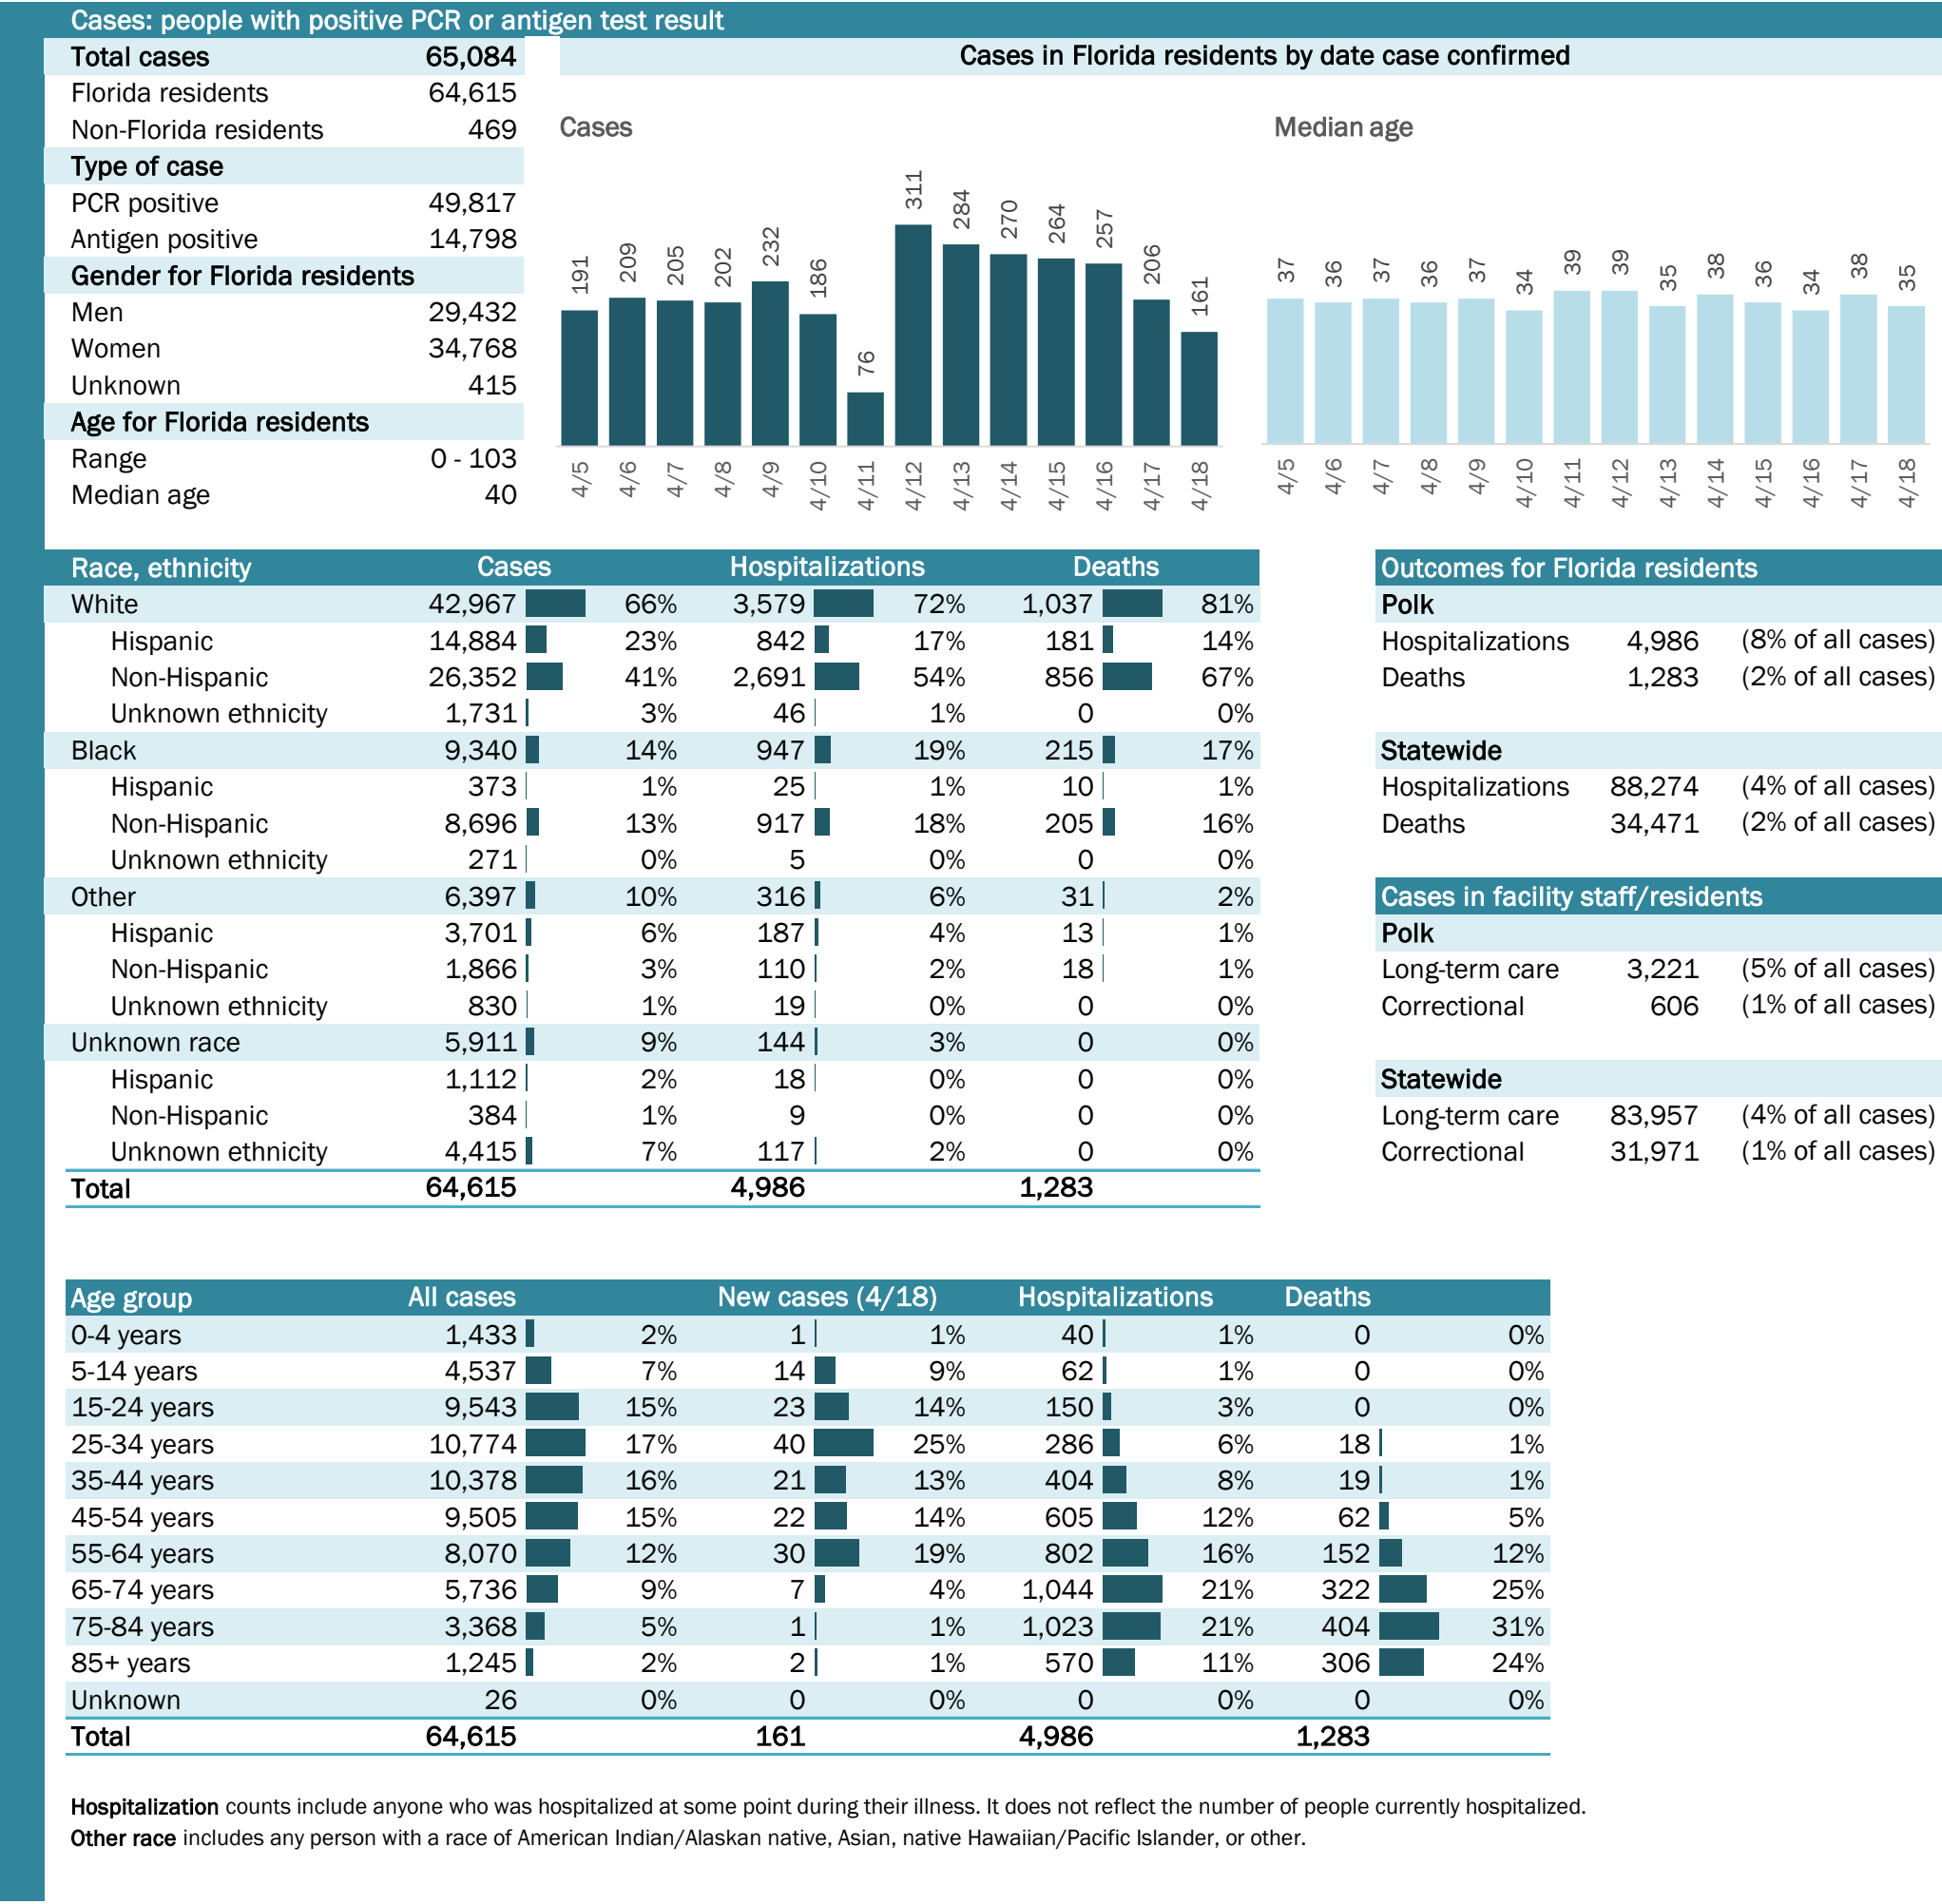 Cases: people with positive PCR or antigen test result
Total cases 65,084
Florida residents 64,615
Non-Florida residents 469
Type of case
PCR positive 49,817
Antigen positive 14,798
Gender for Florida residents
Men 29,432
Women 34,768
Unknown 415
Age for Florida residents
Range 0 - 103
Median age 40
Cases in Florida residents by date case confirmed
Cases
191 209 205 202 232 186 76 311 284 270 264 257 206 161
4/5 4/6 4/7 4/8 4/9 4/10 4/11 4/12 4/13 4/14 4/15 4/16 4/17 4/18
Median age
37 36 37 36 37 34 39 39 35 38 36 34 38 35
4/5 4/6 4/7 4/8 4/9 4/10 4/11 4/12 4/13 4/14 4/15 4/16 4/17 4/18
Race, ethnicity Cases Hospitalizations Deaths
White 42,967 66% 3,579 72% 1,037 81%
Hispanic 14,884 23% 842 17% 181 14%
Non-Hispanic 26,352 41% 2,691 54% 856 67%
Unknown ethnicity 1,731 3% 46 1% 0 0%
Black 9,340 14% 947 19% 215 17%
Hispanic 373 1% 25 1% 10 1%
Non-Hispanic 8,696 13% 917 18% 205 16%
Unknown ethnicity 271 0% 5 0% 0 0%
Other 6,397 10% 316 6% 31 2%
Hispanic 3,701 6% 187 4% 13 1%
Non-Hispanic 1,866 3% 110 2% 18 1%
Unknown ethnicity 830 1% 19 0% 0 0%
Unknown race 5,911 9% 144 3% 0 0%
Hispanic 1,112 2% 18 0% 0 0%
Non-Hispanic 384 1% 9 0% 0 0%
Unknown ethnicity 4,415 7% 117 2% 0 0%
Total 64,615 4,986 1,283
Outcomes for Florida residents
Polk
Hospitalizations 4,986 (8% of all cases)
Deaths 1,283 (2% of all cases)
Statewide
Hospitalizations 88,274 (4% of all cases)
Deaths 34,471 (2% of all cases)
Cases in facility staff/residents
Polk
Long-term care 3,221 (5% of all cases)
Correctional 606 (1% of all cases)
Statewide
Long-term care 83,957 (4% of all cases)
Correctional 31,971 (1% of all cases)
Age group All cases New cases (4/18) Hospitalizations Deaths
0-4 years 1,433 2% 1 1% 40 1% 0 0%
5-14 years 4,537 7% 14 9% 62 1% 0 0%
15-24 years 9,543 15% 23 14% 150 3% 0 0%
25-34 years 10,774 17% 40 25% 286 6% 18 1%
35-44 years 10,378 16% 21 13% 404 8% 19 1%
45-54 years 9,505 15% 22 14% 605 12% 62 5%
55-64 years 8,070 12% 30 19% 802 16% 152 12%
65-74 years 5,736 9% 7 4% 1,044 21% 322 25%
75-84 years 3,368 5% 1 1% 1,023 21% 404 31%
85+ years 1,245 2% 2 1% 570 11% 306 24%
Unknown 26 0% 0 0% 0 0% 0 0%
Total 64,615 161 4,986 1,283
Hospitalization counts include anyone who was hospitalized at some point during their illness. It does not reflect the number of people currently hospitalized.
Other race includes any person with a race of American Indian/Alaskan native, Asian, native Hawaiian/Pacific Islander, or other.